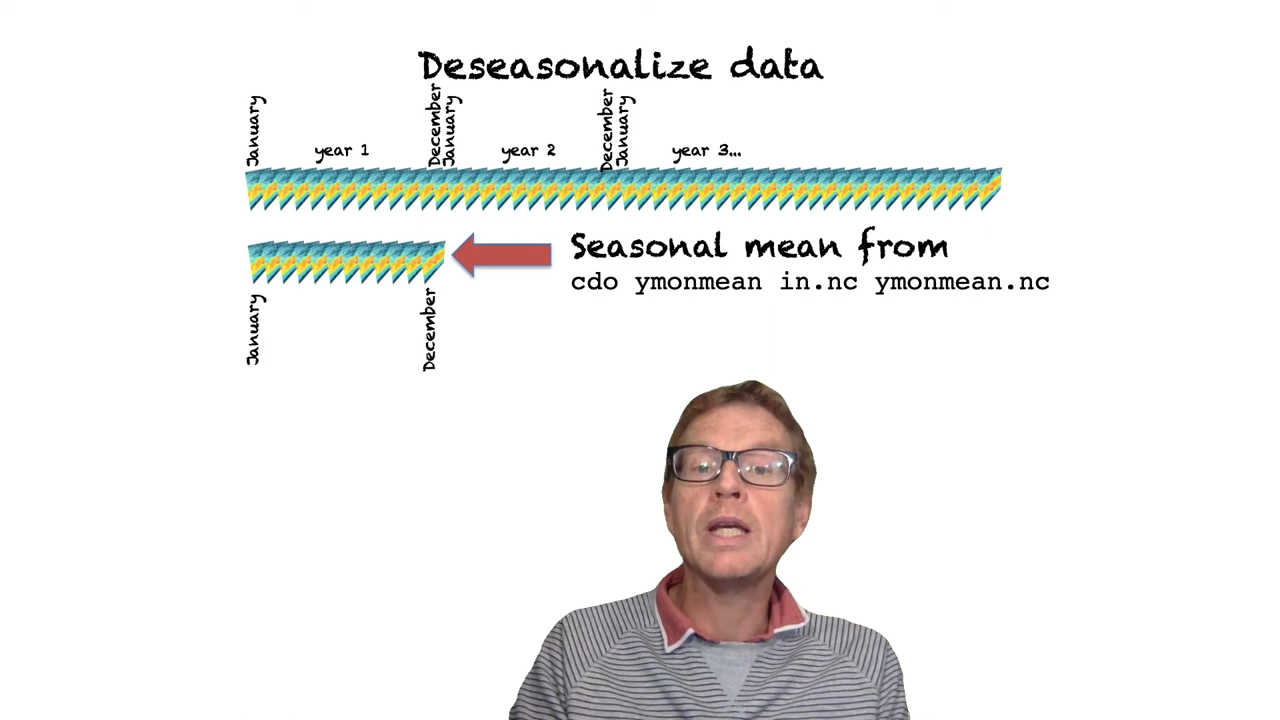 Deseasonalize data
January
December
January
December
January
year 1
year 2
year 3...
Seasonal mean from
cdo ymonmean in.nc ymonmean.nc
January
December